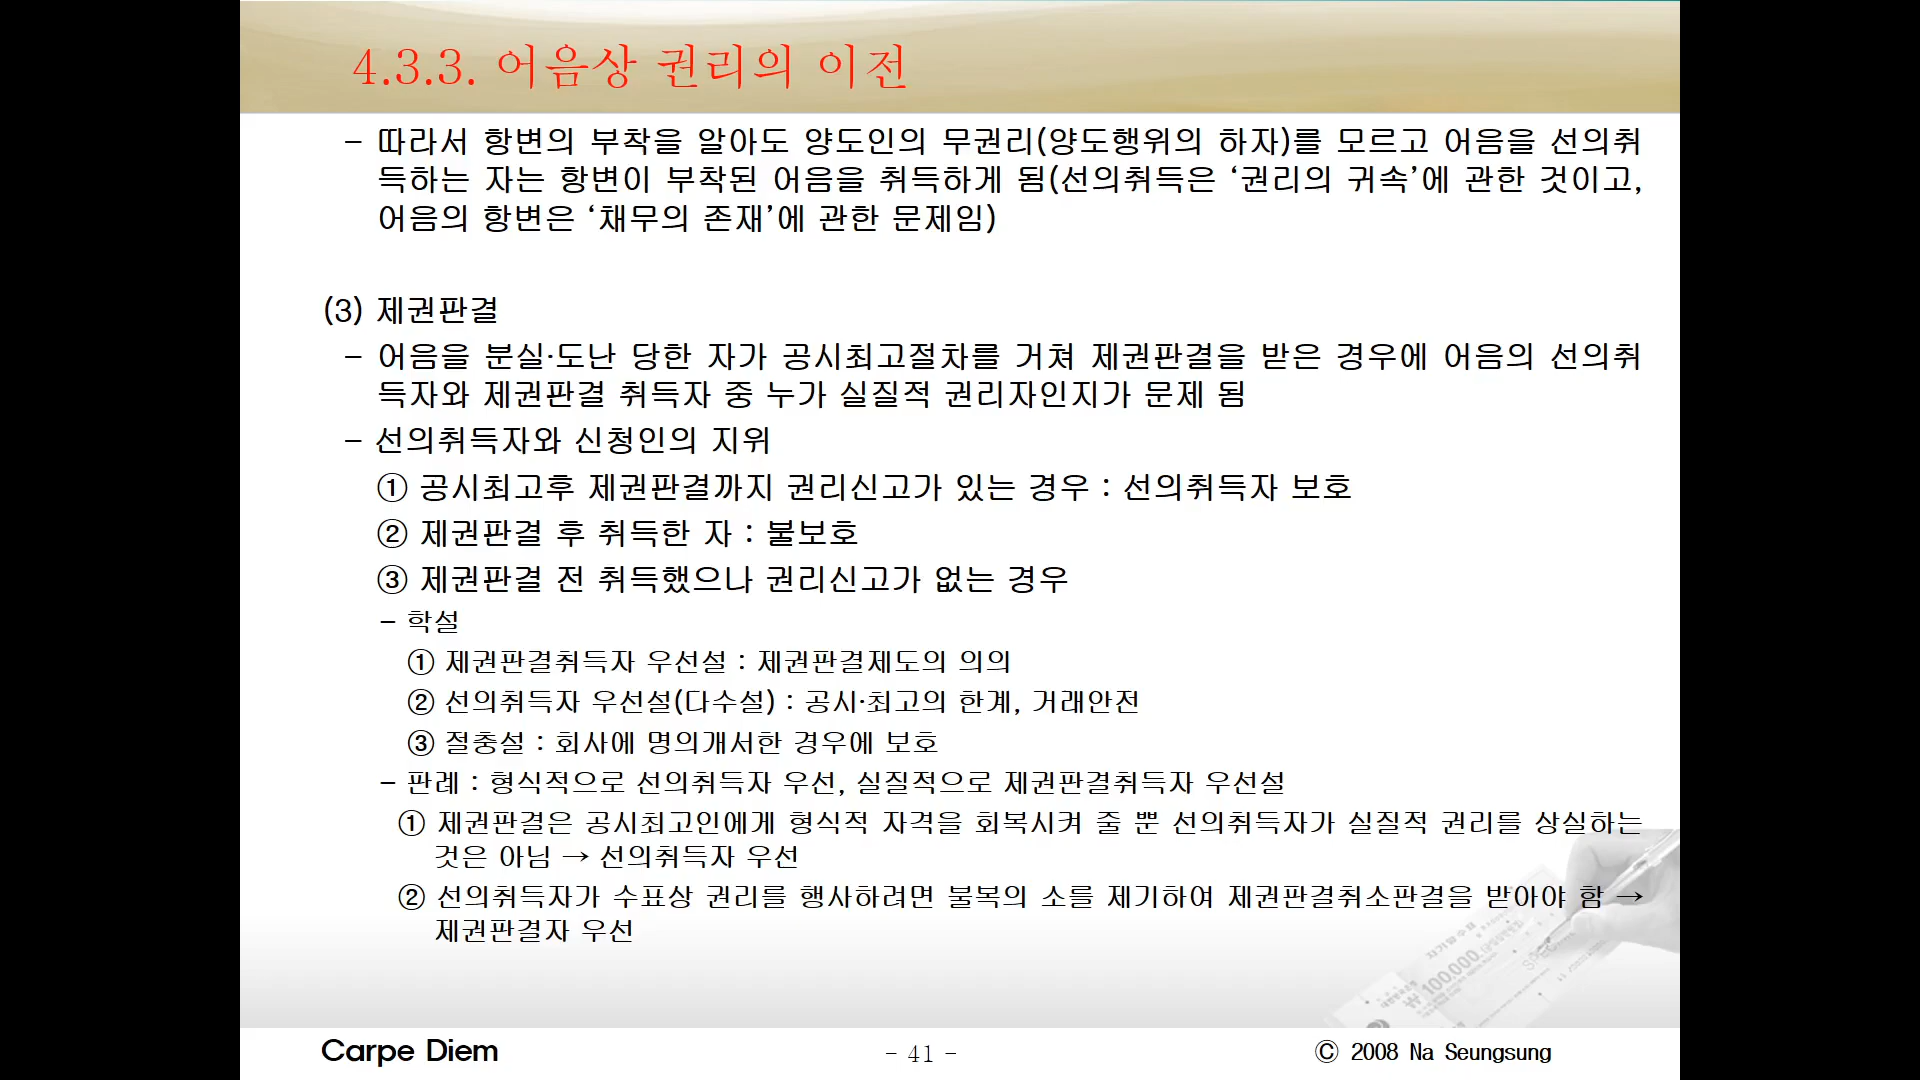 4.3.3. 어음상 권리의 이전
- 따라서 항변의 부착을 알아도 양도인의 무권리(양도행위의 하자)를 모르고 어음을 선의취
득하는 자는 항변이 부착된 어음을 취득하게 됨(선의취득은 ‘권리의 귀속’에 관한 것이고,
어음의 항변은 ‘채무의 존재’에 관한 문제임)
(3) 제권판결
- 어음을 분실·도난 당한 자가 공시최고절차를 거쳐 제권판결을 받은 경우에 어음의 선의취
득자와 제권판결 취득자 중 누가 실질적 권리자인지가 문제 됨
- 선의취득자와 신청인의 지위
① 공시최고후 제권판결까지 권리신고가 있는 경우 : 선의취득자 보호
② 제권판결 후 취득한 자 : 불보호
③ 제권판결 전 취득했으나 권리신고가 없는 경우
- 학설
① 제권판결취득자 우선설 : 제권판결제도의 의의
② 선의취득자 우선설(다수설) : 공시·최고의 한계, 거래안전
③ 절충설 : 회사에 명의개서한 경우에 보호
- 판례 : 형식적으로 선의취득자 우선, 실질적으로 제권판결취득자 우선설
① 제권판결은 공시최고인에게 형식적 자격을 회복시켜 줄 뿐 선의취득자가 실질적 권리를 상실하는
것은 아님 → 선의취득자 우선
② 선의취득자가 수표상 권리를 행사하려면 불복의 소를 제기하여 제권판결취소판결을 받아야 함 →
제권판결자 우선
자기앞수표
₩100,000
Carpe Diem
- 41 -
ⓒ 2008 Na Seungsung